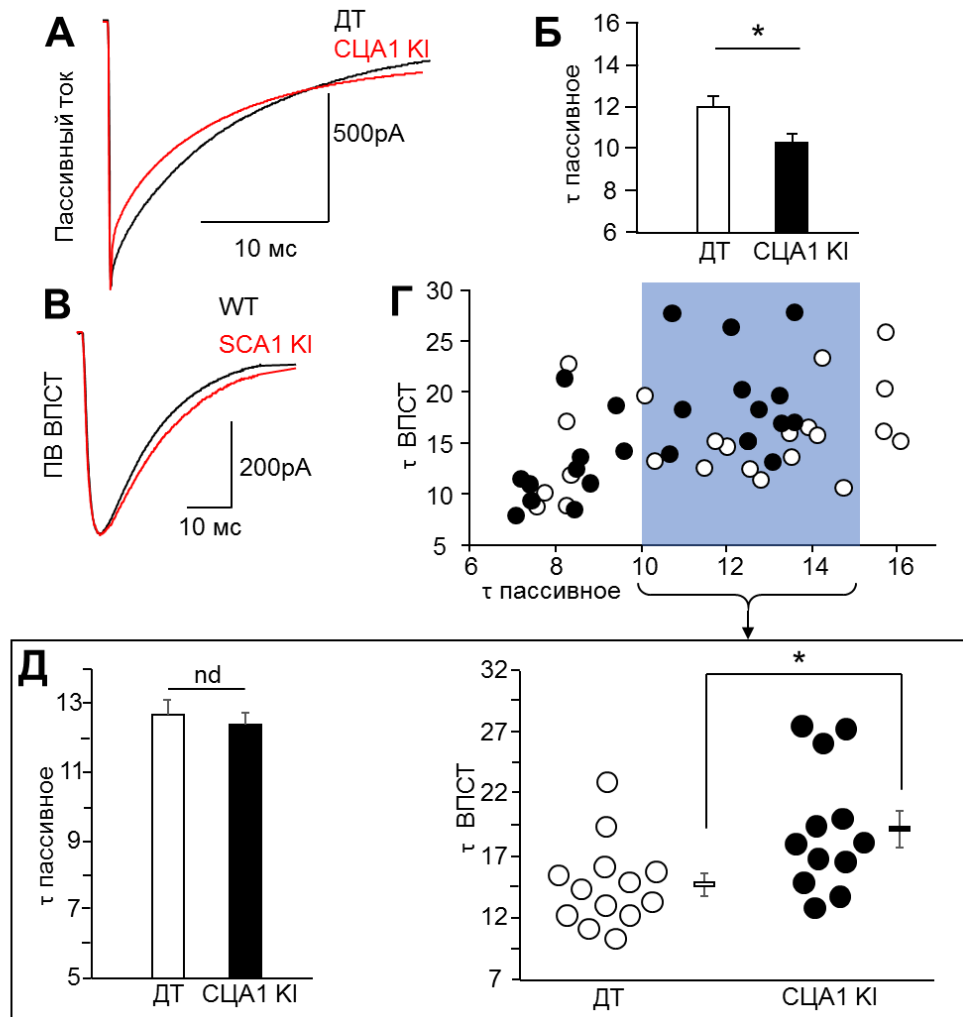 А
Пассивный ток
ДТ
СЦА1 KI
500pA
10 мс
Б
*
τ пассивное
16
14
12
10
8
6
ДТ
СЦА1 KI
В
ПВ ВПСТ
WT
SCA1 KI
200pA
10 мс
Г
τ ВПСТ
30
25
20
15
10
5
6 8 10 12 14 16
τ пассивное
Д
τ пассивное
nd
13
11
9
7
5
ДТ СЦА1 KI
*
τ ВПСТ
32
27
22
17
12
7
ДТ СЦА1 KI